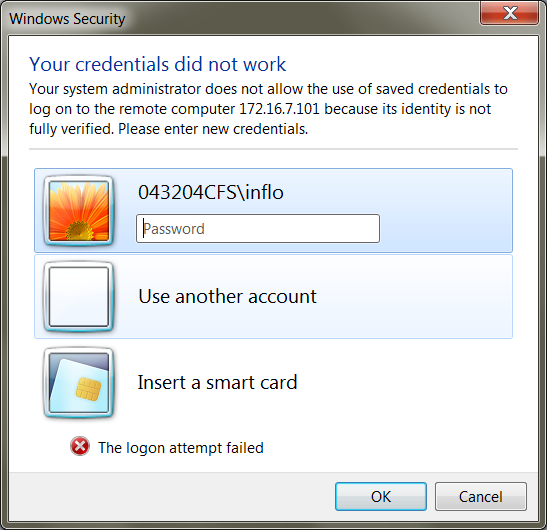 Windows Security
Your credentials did not work
Your system administrator does not allow the use of saved credentials to
log on to the remote computer 172.16.7.101 because its identity is not
fully verified. Please enter new credentials.
043204CFS\inflo
Password
Use another account
Insert a smart card
The logon attempt failed
OK
Cancel